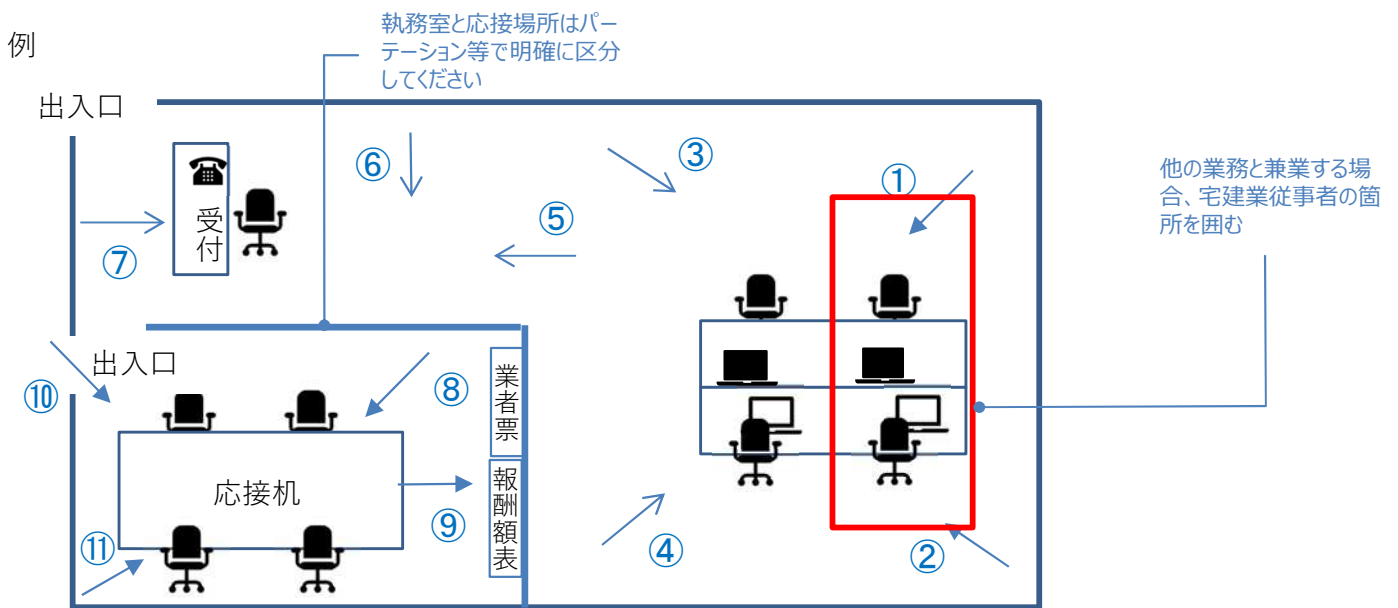 例
執務室と応接場所はパー
テーション等で明確に区分
してください
出入口
⑥
③
①
他の業務と兼業する場
合、宅建業従事者の箇
所を囲む
受付
⑤
⑦
出入口
⑩
⑧
業者票
応接机
報酬額表
⑨
⑪
④
②